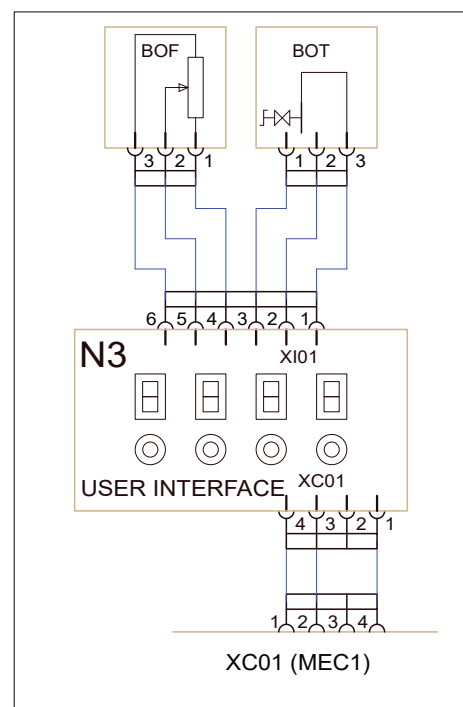 BOF BOT
3 2 1 1 2 3
6 5 4 3 2 1
N3 XI01
XC01
USER INTERFACE
4 3 2 1
1 2 3 4
XC01 (MEC1)